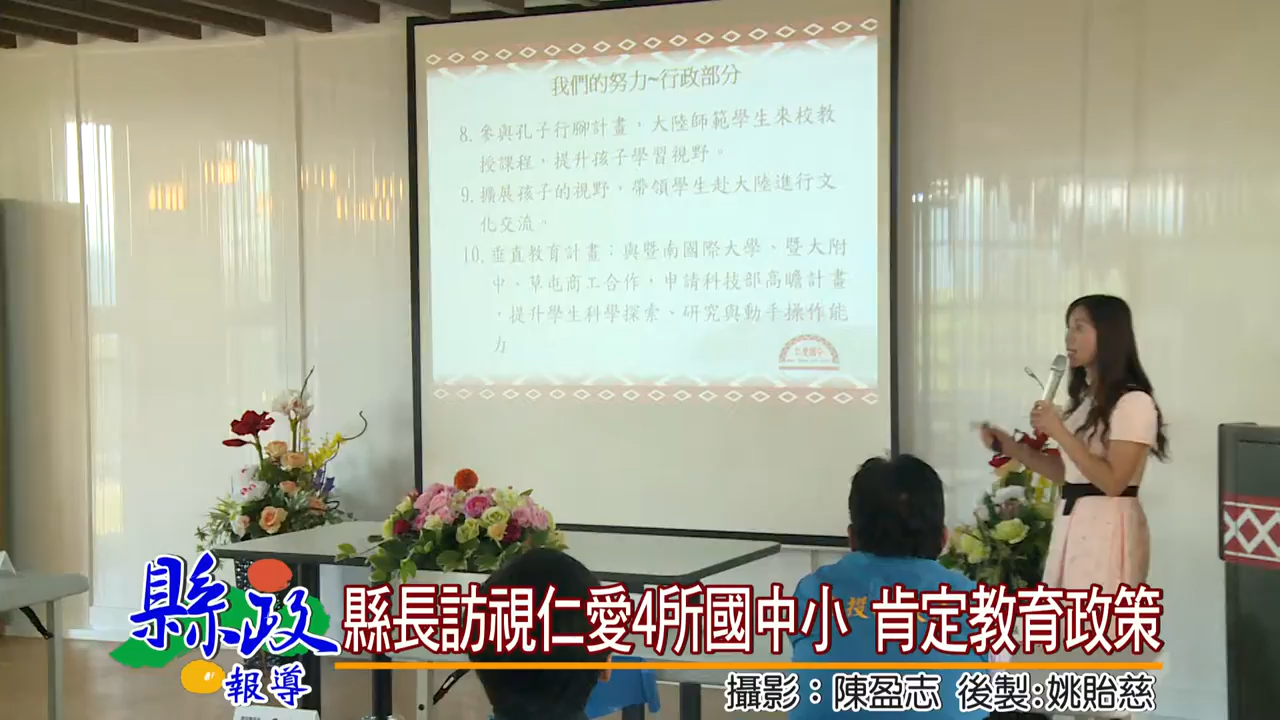 我們的努力~行政部分
8. 參與孔子行腳計畫，大陸師範學生來校教
授課程，提升孩子學習視野。
9. 擴展孩子的視野，帶領學生赴大陸進行文
化交流。
10. 垂直教育計畫：與暨南國際大學、暨大附
中、草屯商工合作，申請科技部高瞻計畫
，提升學生科學探索、研究與動手操作能
力
仁愛國中
投
縣政
報導
縣長訪視仁愛4所國中小 肯定教育政策
攝影：陳盈志 後製:姚貽慈